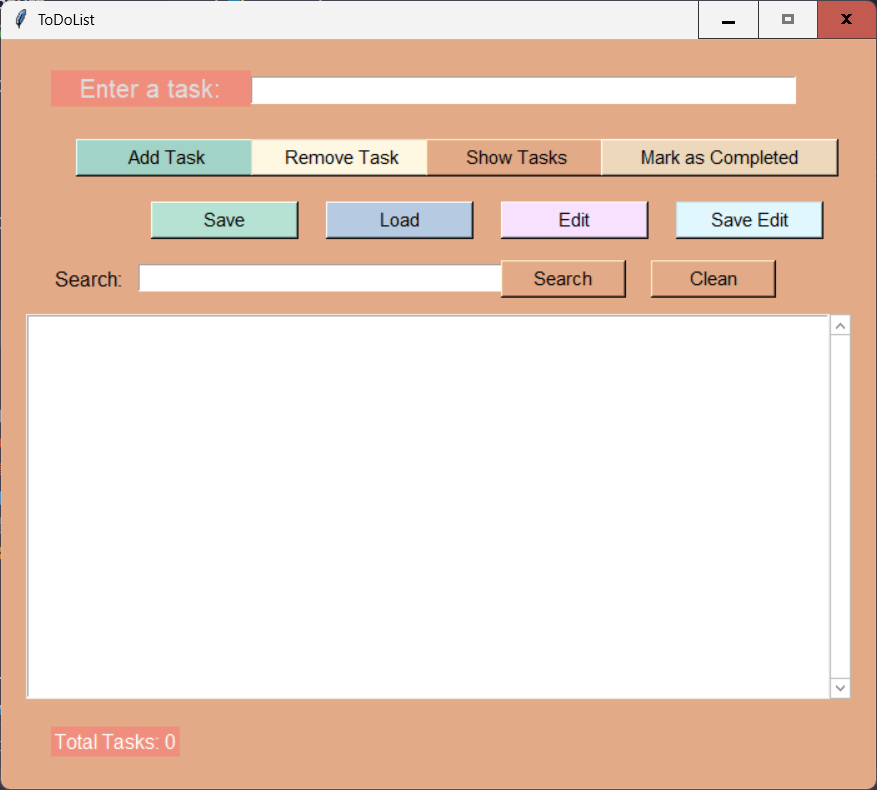 ToDoList
Enter a task:
Add Task Remove Task Show Tasks Mark as Completed
Save Load Edit Save Edit
Search: Search Clean
Total Tasks: 0